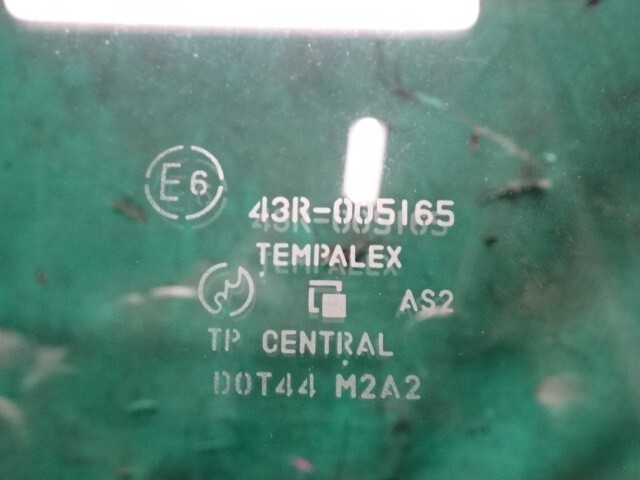 E6
43R-005165
TEMPALEX
AS2
TP CENTRAL
DOT44 M2A2